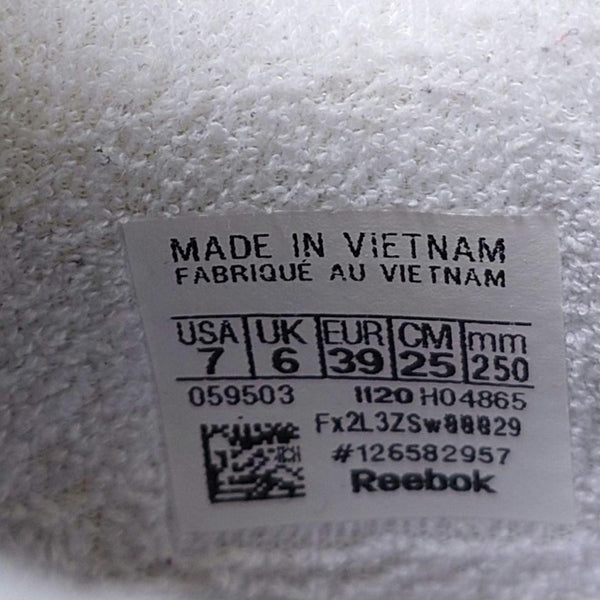 MADE IN VIETNAM
FABRIQUÉ AU VIETNAM
USA UK EUR CM mm
7 6 39 25 250
059503 1120 H04865
#126582957
Reebok